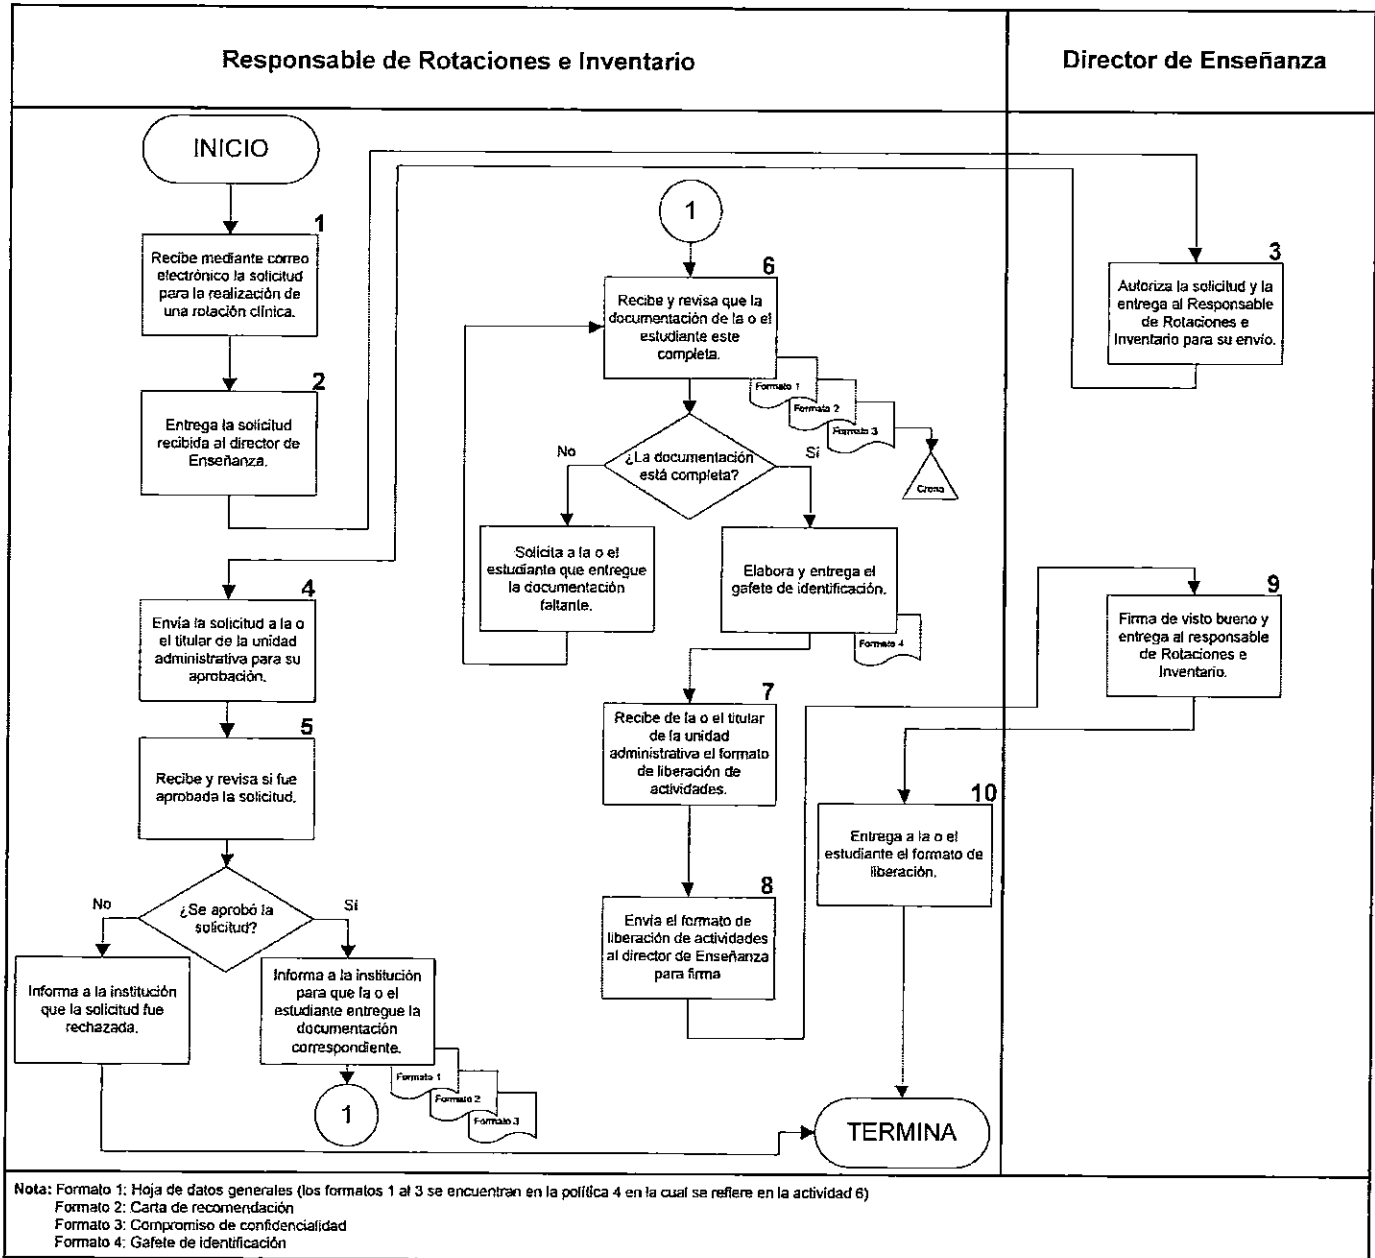 Responsable de Rotaciones e Inventario
Director de Enseñanza
INICIO
1
Recibe mediante correo
electrónico la solicitud
para la realización de
una rotación clínica.
2
Entrega la solicitud
recibida al director de
Enseñanza.
3
Autoriza la solicitud y la
entrega al Responsable
de Rotaciones e
Inventario para su envío.
4
Envía la solicitud a la o
el titular de la unidad
administrativa para su
aprobación.
5
Recibe y revisa si fue
aprobada la solicitud.
¿Se aprobó la
solicitud?
No
Sí
Informa a la institución
que la solicitud fue
rechazada.
Informa a la institución
para que la o el
estudiante entregue la
documentación
correspondiente.
Formato 1
Formato 2
Formato 3
1
1
6
Recibe y revisa que la
documentación de la o el
estudiante este
completa.
Formato 1
Formato 2
Formato 3
¿La documentación
está completa?
No
Sí
Solicita a la o el
estudiante que entregue
la documentación
faltante.
Elabora y entrega el
gafete de identificación.
Formato 4
7
Recibe de la o el titular
de la unidad
administrativa el formato
de liberación de
actividades.
8
Envía el formato de
liberación de actividades
al director de Enseñanza
para firma
9
Firma de visto bueno y
entrega al responsable
de Rotaciones e
Inventario.
10
Entrega a la o el
estudiante el formato de
liberación.
TERMINA
Nota: Formato 1: Hoja de datos generales (los formatos 1 al 3 se encuentran en la política 4 en la cual se refiere en la actividad 6)
Formato 2: Carta de recomendación
Formato 3: Compromiso de confidencialidad
Formato 4: Gafete de identificación